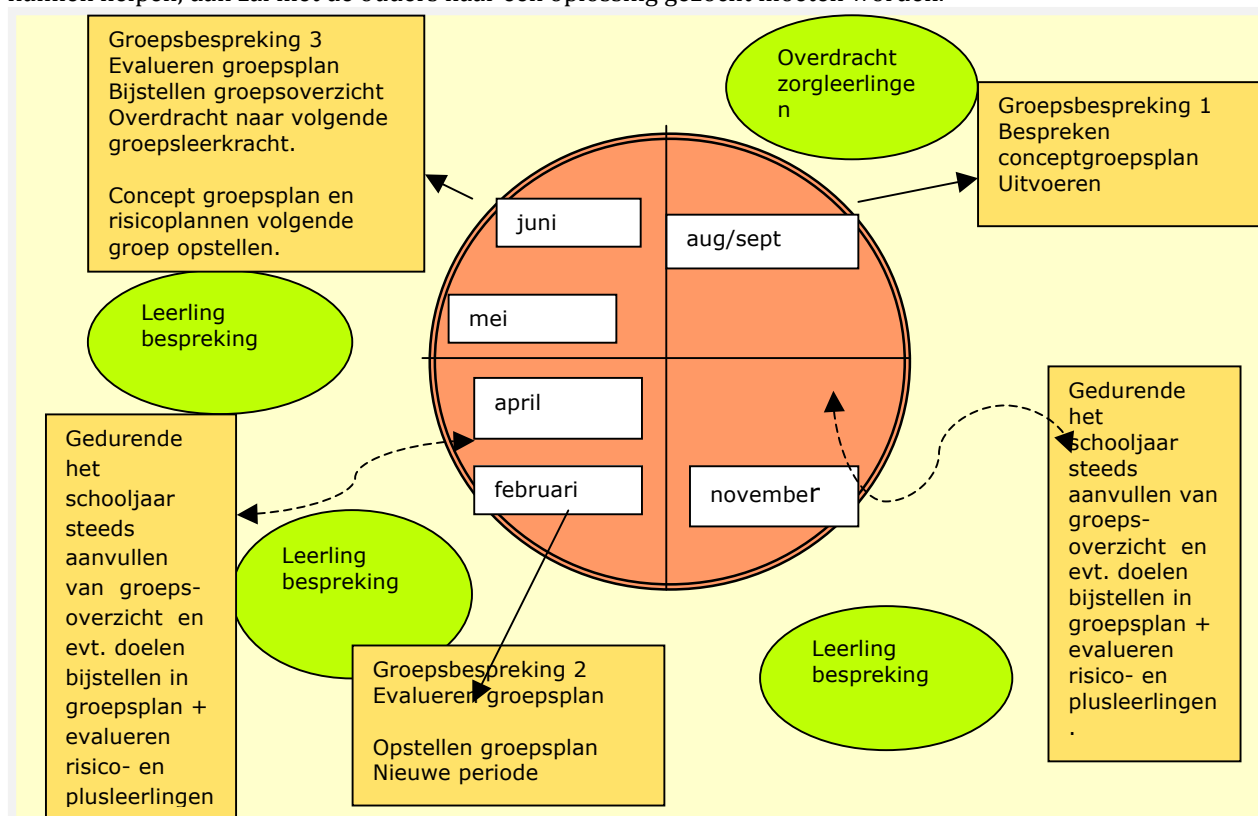 Groepsbespreking 3
Evalueren groepsplan
Bijstellen groepsoverzicht
Overdracht naar volgende
groepsleerkracht.
Concept groepsplan en
risicoplannen volgende
groep opstellen.
Overdracht
zorgleerlinge
n
Groepsbespreking 1
Bespreken
conceptgroepsplan
Uitvoeren
juni
aug/sept
mei
Leerling
bespreking
april
februari
november
Gedurende
het
schooljaar
steeds
aanvullen
van groeps-
overzicht en
evt. doelen
bijstellen in
groepsplan +
evalueren
risico- en
plusleerlingen
Leerling
bespreking
Groepsbespreking 2
Evalueren groepsplan
Opstellen groepsplan
Nieuwe periode
Leerling
bespreking
Gedurende
het
schooljaar
steeds
aanvullen van
groeps-
overzicht en
evt. doelen
bijstellen in
groepsplan +
evalueren
risico- en
plusleerlingen
.